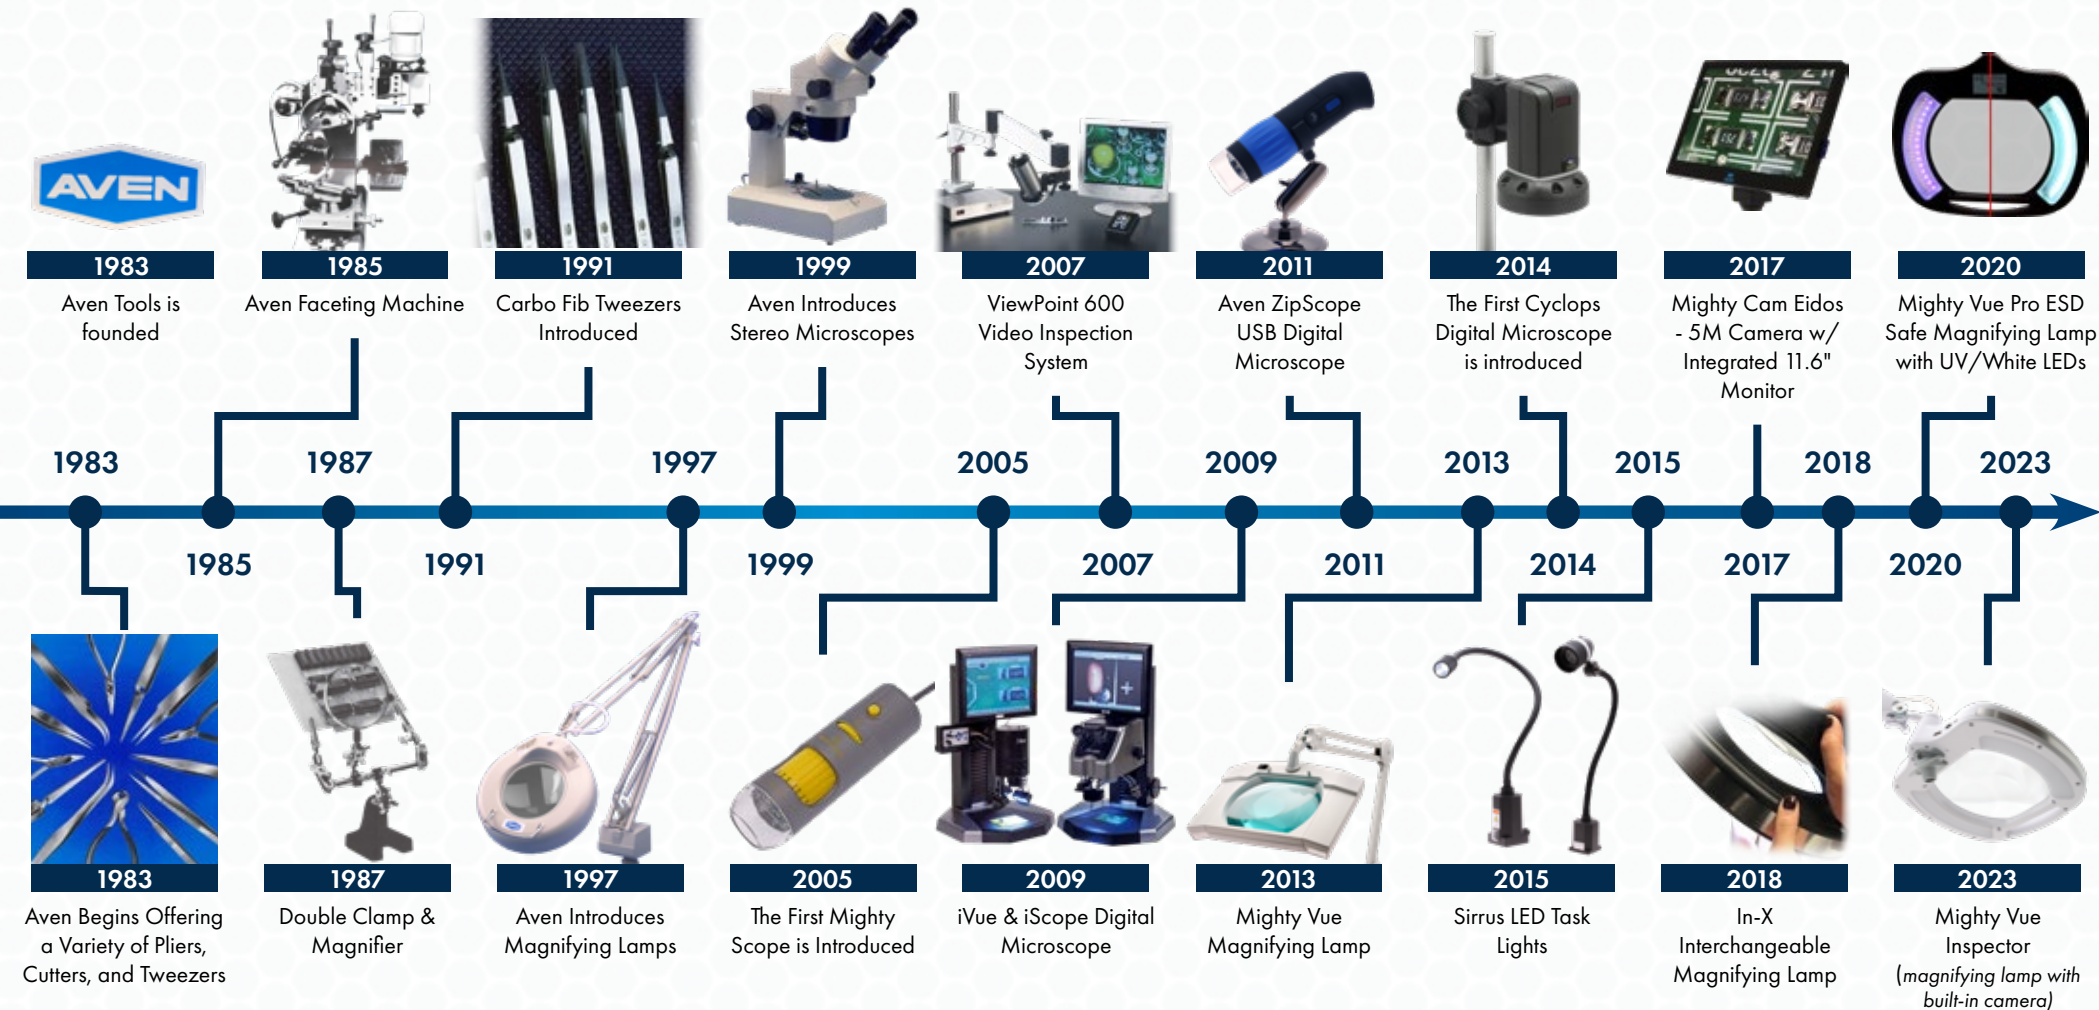 AVEN
1983
Aven Tools is
founded
1985
Aven Faceting Machine
1991
Carbo Fib Tweezers
Introduced
1999
Aven Introduces
Stereo Microscopes
2007
ViewPoint 600
Video Inspection
System
2011
Aven ZipScope
USB Digital
Microscope
2014
The First Cyclops
Digital Microscope
is introduced
2017
Mighty Cam Eidos
- 5M Camera w/
Integrated 11.6"
Monitor
2020
Mighty Vue Pro ESD
Safe Magnifying Lamp
with UV/White LEDs
1983
1987
1997
2005
2009
2013
2015
2018
2023
1985
1991
1999
2007
2011
2014
2017
2020
1983
Aven Begins Offering
a Variety of Pliers,
Cutters, and Tweezers
1987
Double Clamp &
Magnifier
1997
Aven Introduces
Magnifying Lamps
2005
The First Mighty
Scope is Introduced
2009
iVue & iScope Digital
Microscope
2013
Mighty Vue
Magnifying Lamp
2015
Sirrus LED Task
Lights
2018
In-X
Interchangeable
Magnifying Lamp
2023
Mighty Vue
Inspector
(magnifying lamp with
built-in camera)